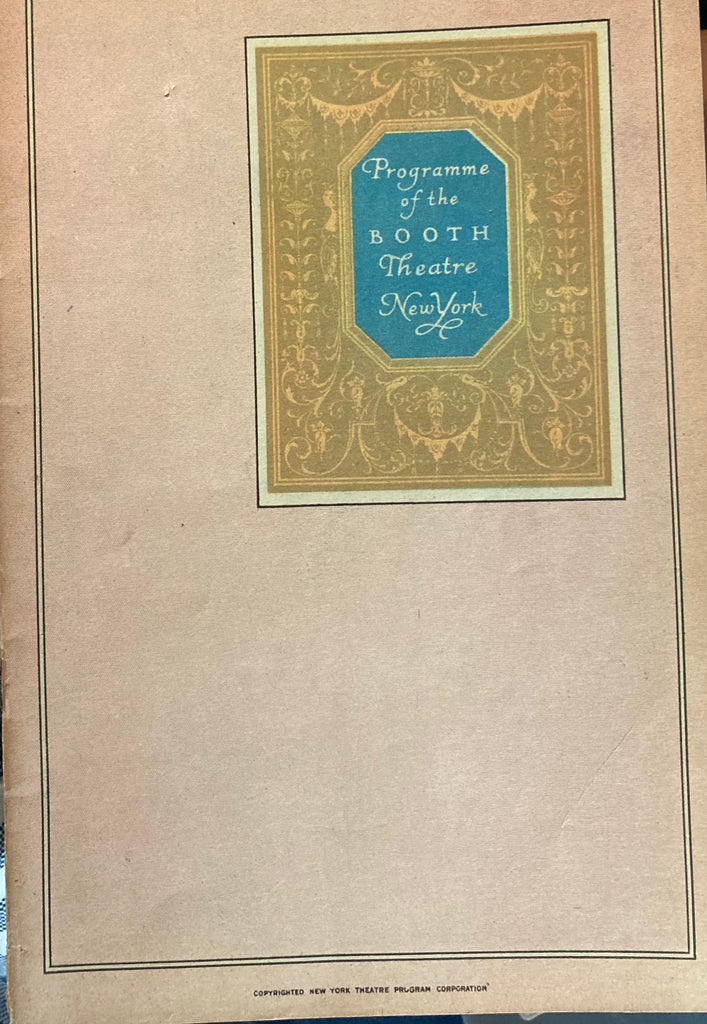 Programme
of the
BOOTH
Theatre
New York
COPYRIGHTED NEW YORK THEATRE PROGRAM CORPORATION